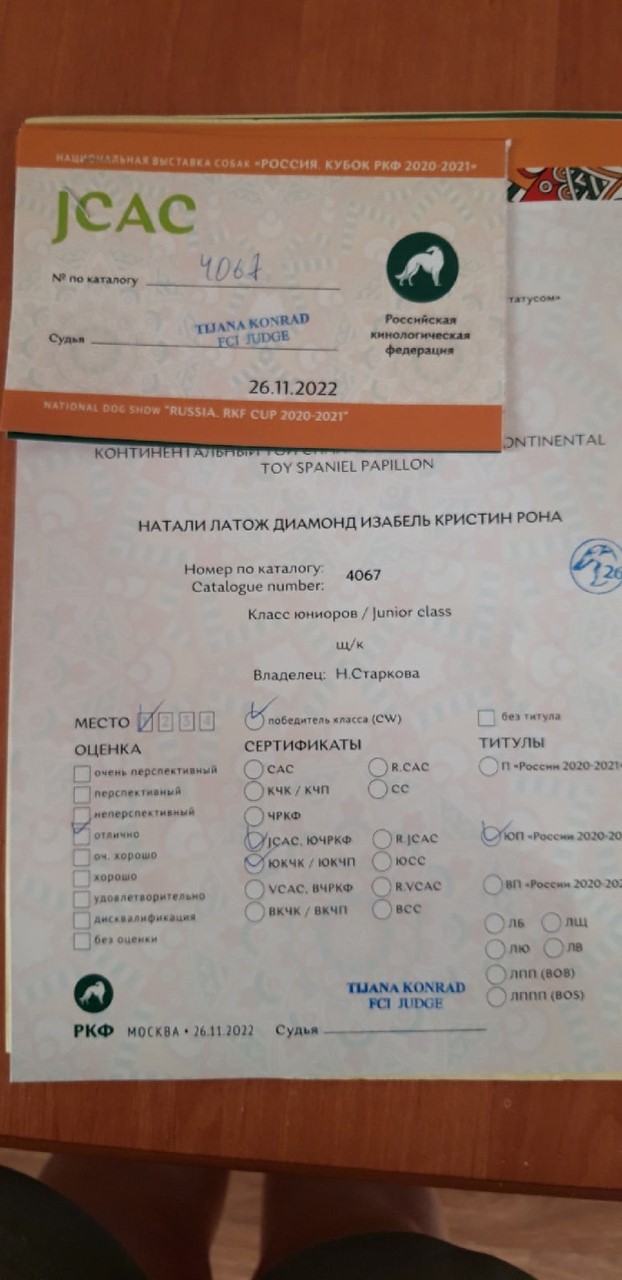 НАЦИОНАЛЬНАЯ ВЫСТАВКА СОБАК «РОССИЯ. КУБОК РКФ 2020-2021»
JCAC
№ по каталогу 4067
Судья TIJANA KONRAD
FCI JUDGE
Российская
кинологическая
федерация
26.11.2022
NATIONAL DOG SHOW "RUSSIA. RKF CUP 2020-2021"
татусом»
КОНТИНЕНТАЛЬНЫЙ ТОЙ ONTINENTAL
TOY SPANIEL PAPILLON
НАТАЛИ ЛАТОЖ ДИАМОНД ИЗАБЕЛЬ КРИСТИН РОНА
Номер по каталогу:
Catalogue number: 4067
26
Класс юниоров / Junior class
щ/к
Владелец: Н.Старкова
МЕСТО 2 3 4 победитель класса (CW) без титула
ОЦЕНКА СЕРТИФИКАТЫ ТИТУЛЫ
очень перспективный CAC R.CAC П «России 2020-2021
перспективный КЧК / КЧП СС
неперспективный ЧРКФ
отлично JCAC, ЮЧРКФ R.JCAC ЮП «России 2020-20
оч. хорошо ЮКЧК / ЮКЧП ЮСС
хорошо VCAC, ВЧРКФ R.VCAC ВП «России 2020-202
удовлетворительно ВКЧК / ВКЧП ВСС
дисквалификация ЛБ ЛЩ
без оценки ЛЮ ЛВ
ЛПП (BOB)
ЛППП (BOS)
TIJANA KONRAD
FCI JUDGE
РКФ МОСКВА • 26.11.2022 Судья